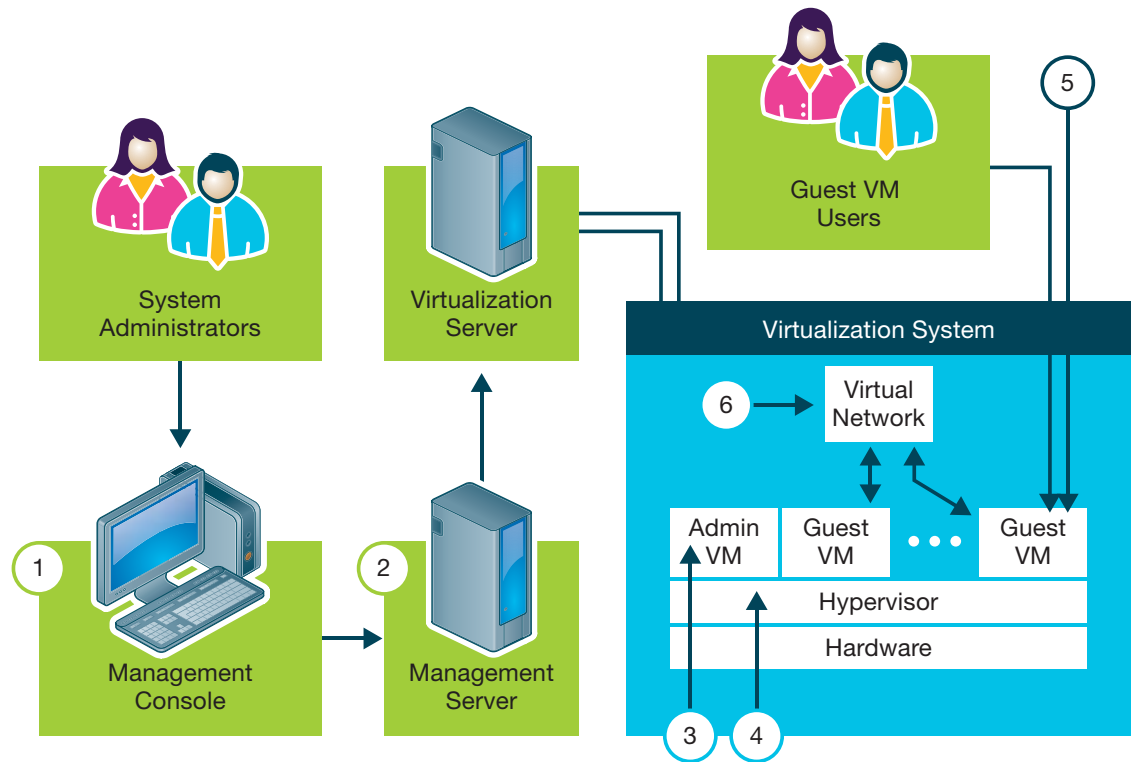 5
Guest VM
Users
System
Administrators
Virtualization
Server
Virtualization System
6
Virtual
Network
1
2
Admin
VM
Guest
VM
Guest
VM
Hypervisor
Hardware
Management
Console
Management
Server
3
4